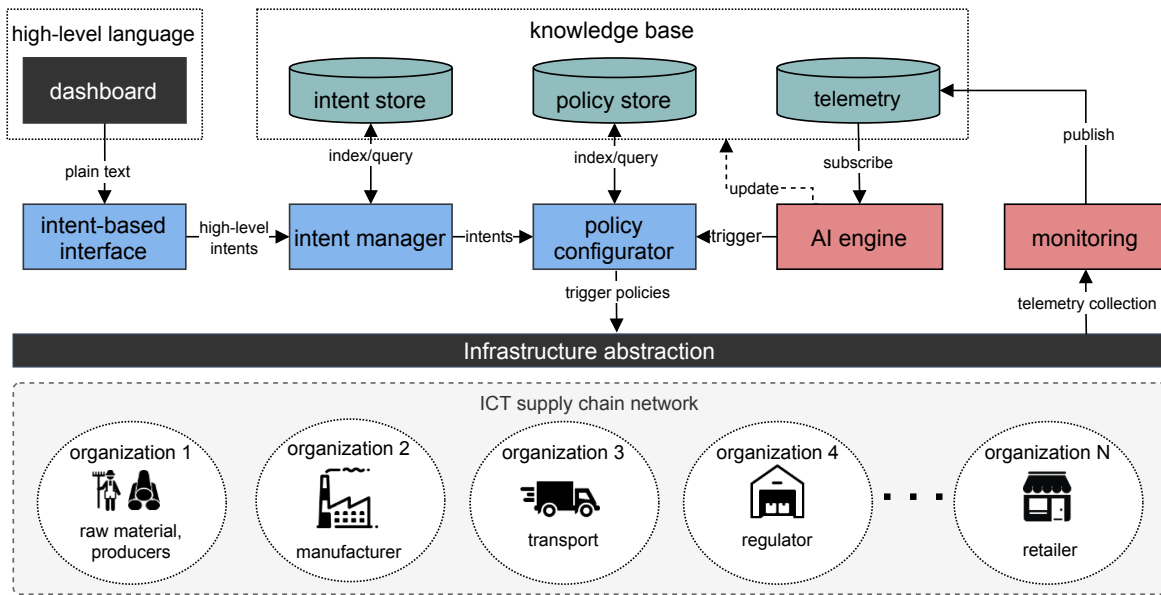 high-level language
knowledge base
dashboard
intent store
policy store
telemetry
plain text
index/query
index/query
subscribe
publish
update
intent-based
interface
high-level
intents
intent manager
intents
policy
configurator
trigger
AI engine
monitoring
trigger policies
telemetry collection
Infrastructure abstraction
ICT supply chain network
organization 1
organization 2
organization 3
organization 4
organization N
raw material,
producers
manufacturer
transport
regulator
retailer